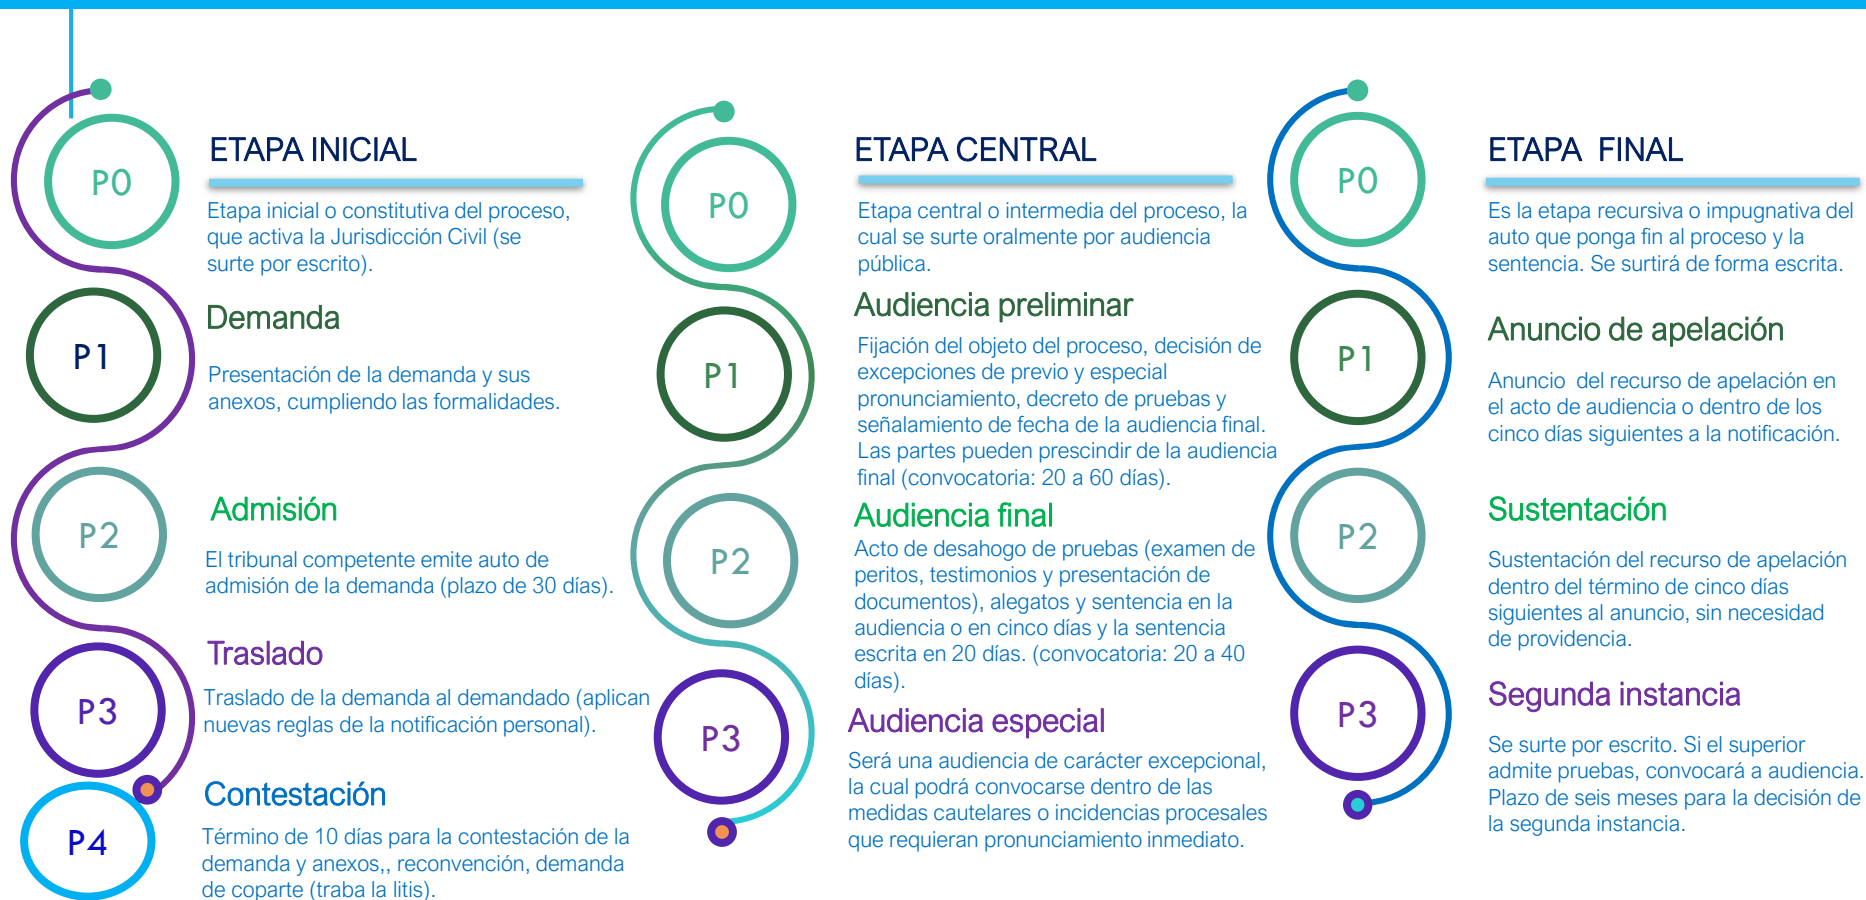 P0
ETAPA INICIAL
Etapa inicial o constitutiva del proceso,
que activa la Jurisdicción Civil (se
surte por escrito).
P1
Demanda
Presentación de la demanda y sus
anexos, cumpliendo las formalidades.
P2
Admisión
El tribunal competente emite auto de
admisión de la demanda (plazo de 30 días).
P3
Traslado
Traslado de la demanda al demandado (aplican
nuevas reglas de la notificación personal).
P4
Contestación
Término de 10 días para la contestación de la
demanda y anexos,, reconvención, demanda
de coparte (traba la litis).
P0
ETAPA CENTRAL
Etapa central o intermedia del proceso, la
cual se surte oralmente por audiencia
pública.
P1
Audiencia preliminar
Fijación del objeto del proceso, decisión de
excepciones de previo y especial
pronunciamiento, decreto de pruebas y
señalamiento de fecha de la audiencia final.
Las partes pueden prescindir de la audiencia
final (convocatoria: 20 a 60 días).
P2
Audiencia final
Acto de desahogo de pruebas (examen de
peritos, testimonios y presentación de
documentos), alegatos y sentencia en la
audiencia o en cinco días y la sentencia
escrita en 20 días. (convocatoria: 20 a 40
días).
P3
Audiencia especial
Será una audiencia de carácter excepcional,
la cual podrá convocarse dentro de las
medidas cautelares o incidencias procesales
que requieran pronunciamiento inmediato.
P0
ETAPA FINAL
Es la etapa recursiva o impugnativa del
auto que ponga fin al proceso y la
sentencia. Se surtirá de forma escrita.
P1
Anuncio de apelación
Anuncio del recurso de apelación en
el acto de audiencia o dentro de los
cinco días siguientes a la notificación.
P2
Sustentación
Sustentación del recurso de apelación
dentro del término de cinco días
siguientes al anuncio, sin necesidad
de providencia.
P3
Segunda instancia
Se surte por escrito. Si el superior
admite pruebas, convocará a audiencia.
Plazo de seis meses para la decisión de
la segunda instancia.